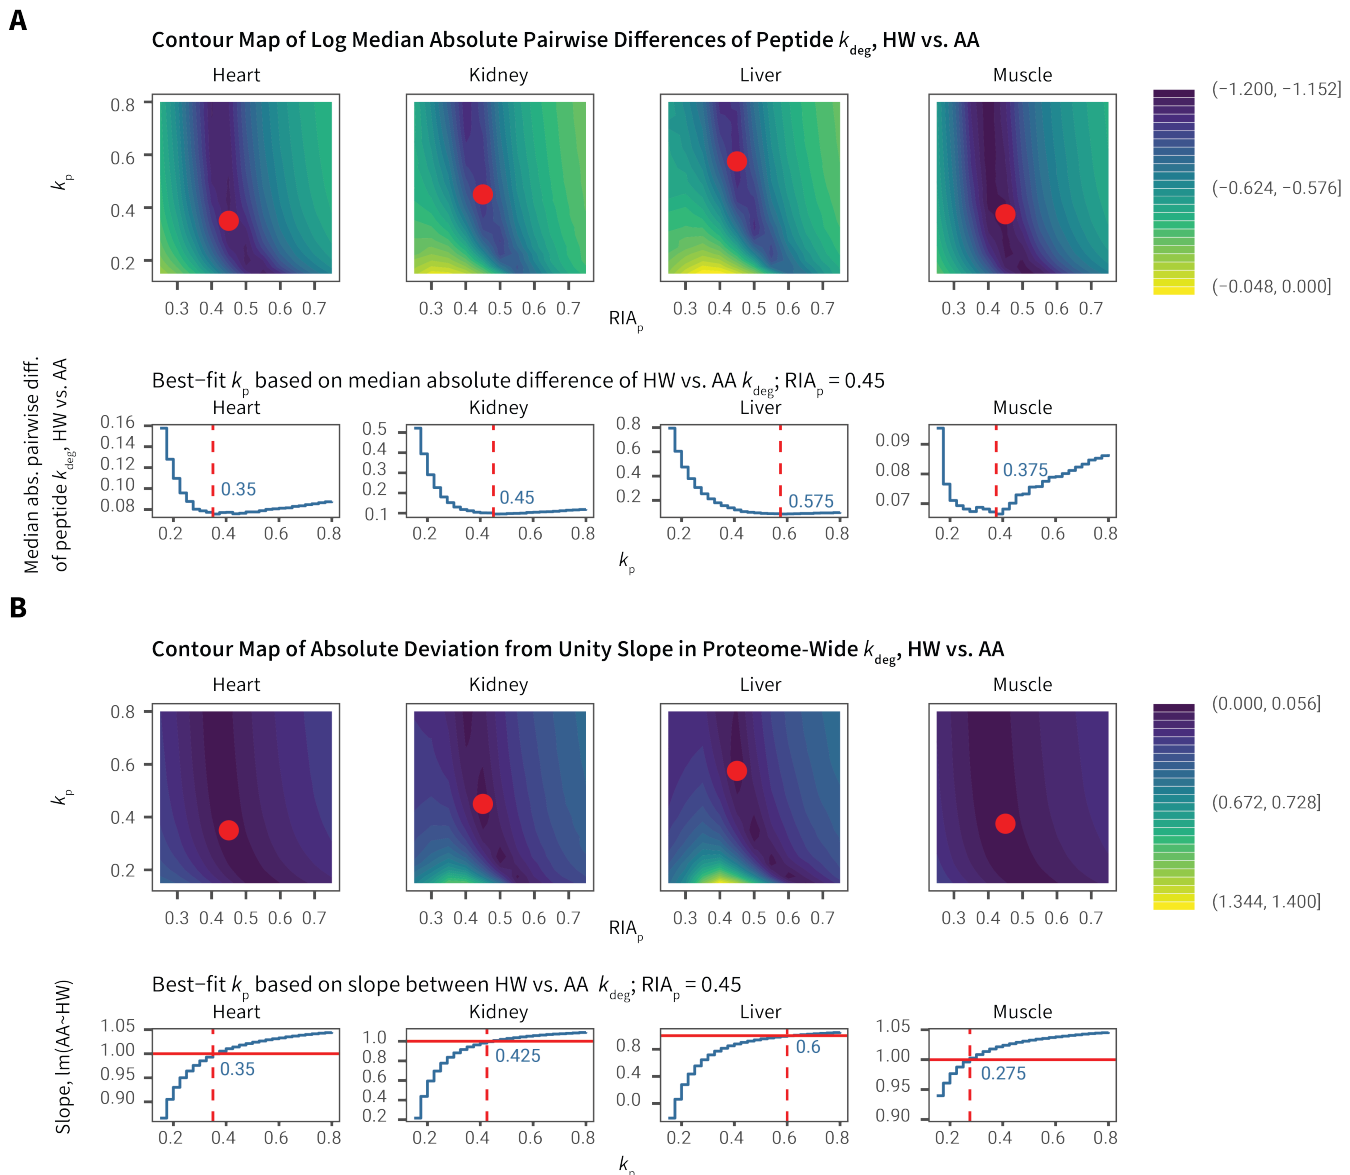 A
Contour Map of Log Median Absolute Pairwise Differences of Peptide kdeg, HW vs. AA
Heart Kidney Liver Muscle
0.8
0.6
0.4
0.2
kp
0.3 0.4 0.5 0.6 0.7
0.3 0.4 0.5 0.6 0.7
0.3 0.4 0.5 0.6 0.7
0.3 0.4 0.5 0.6 0.7
RIAp
(−1.200, −1.152]
(−0.624, −0.576]
(−0.048, 0.000]
Median abs. pairwise diff.
of peptide kdeg, HW vs. AA
Best−fit kp based on median absolute difference of HW vs. AA kdeg; RIAp = 0.45
Heart Kidney Liver Muscle
0.16
0.14
0.12
0.10
0.08
0.35
0.2 0.4 0.6 0.8
0.5
0.4
0.3
0.2
0.1
0.45
0.2 0.4 0.6 0.8
0.8
0.6
0.4
0.2
0.575
0.2 0.4 0.6 0.8
0.09
0.08
0.07
0.375
0.2 0.4 0.6 0.8
kp
B
Contour Map of Absolute Deviation from Unity Slope in Proteome-Wide kdeg, HW vs. AA
Heart Kidney Liver Muscle
0.8
0.6
0.4
0.2
kp
0.3 0.4 0.5 0.6 0.7
0.3 0.4 0.5 0.6 0.7
0.3 0.4 0.5 0.6 0.7
0.3 0.4 0.5 0.6 0.7
RIAp
(0.000, 0.056]
(0.672, 0.728]
(1.344, 1.400]
Slope, lm(AA~HW)
Best−fit kp based on slope between HW vs. AA kdeg; RIAp = 0.45
Heart Kidney Liver Muscle
1.05
1.00
0.95
0.90
0.35
0.2 0.4 0.6 0.8
1.0
0.8
0.6
0.4
0.2
0.425
0.2 0.4 0.6 0.8
0.8
0.4
0.0
0.6
0.2 0.4 0.6 0.8
1.05
1.00
0.95
0.90
0.275
0.2 0.4 0.6 0.8
kp